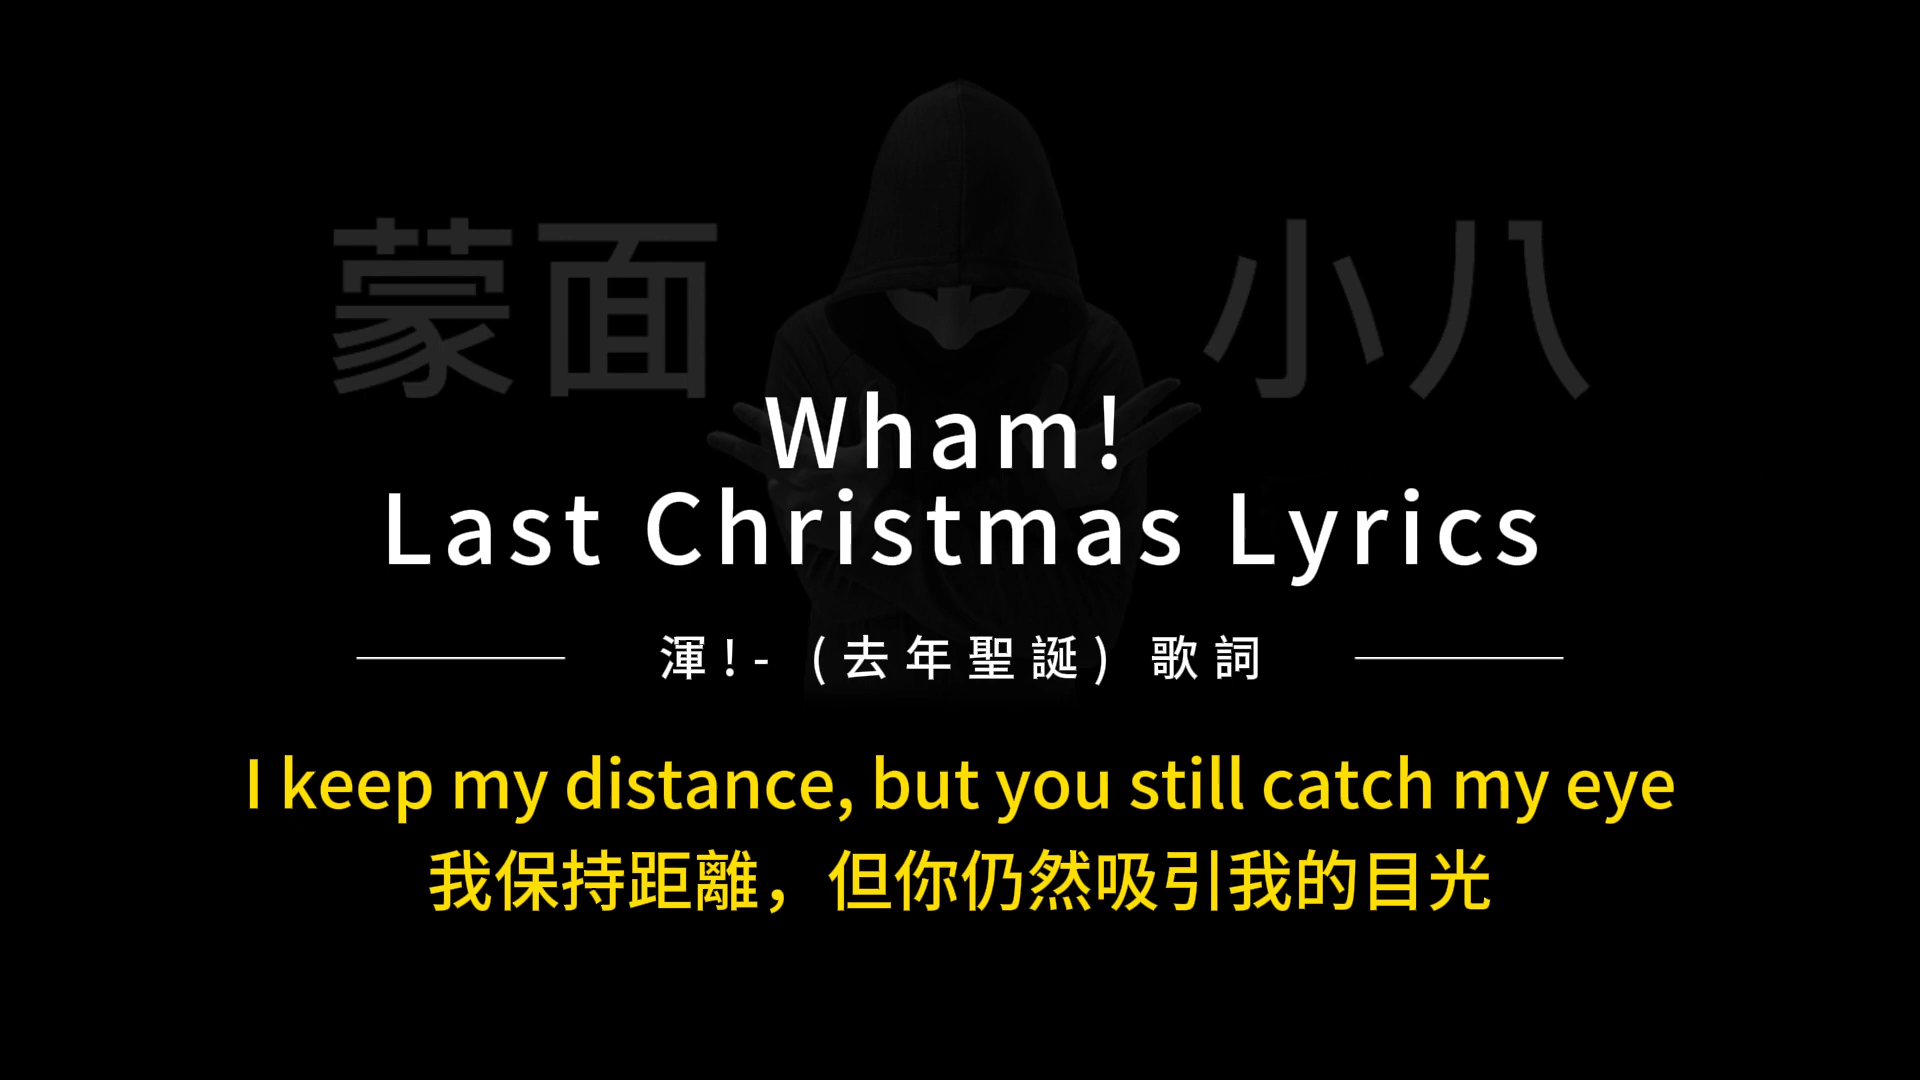 蒙面 小八
Wham!
Last Christmas Lyrics
渾!- (去年聖誕) 歌詞
I keep my distance, but you still catch my eye
我保持距離，但你仍然吸引我的目光